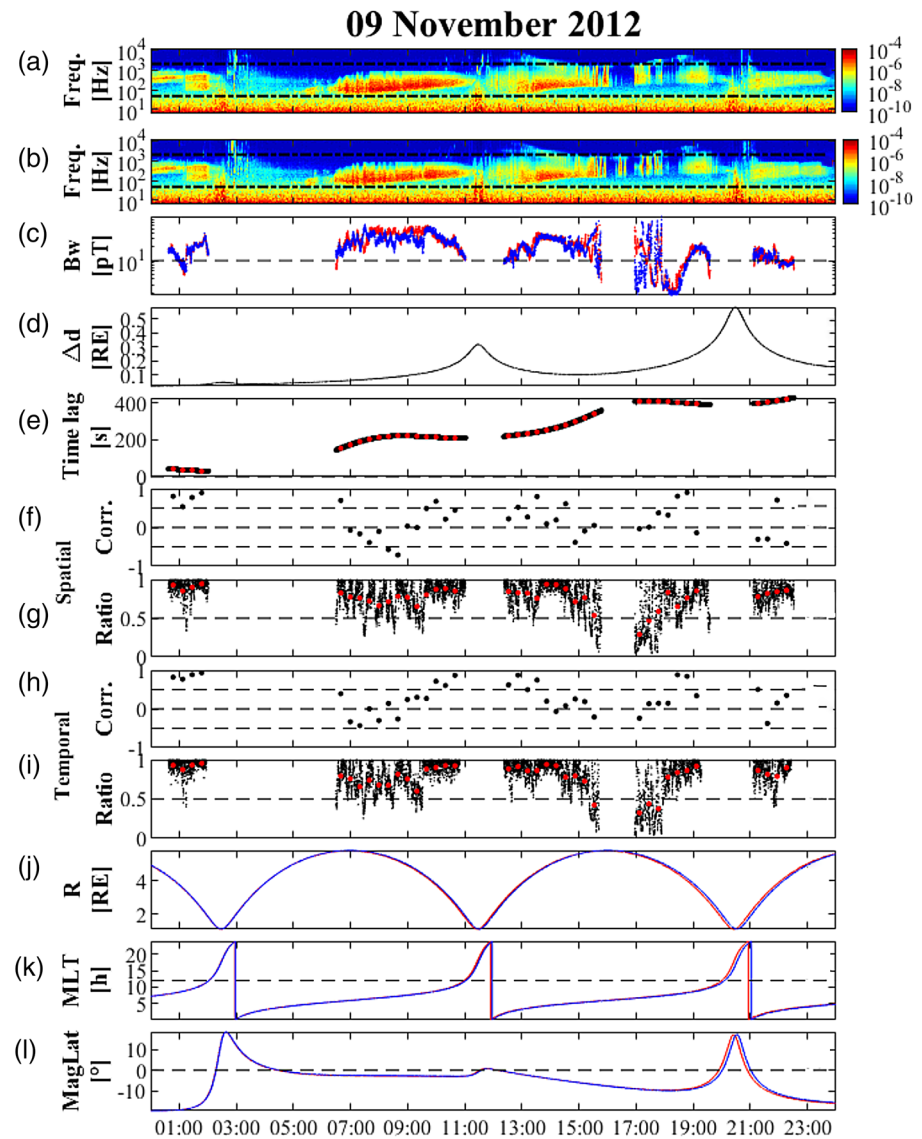 09 November 2012
(a)
Freq.
[Hz]
10^4
10^3
10^2
10^1
10^-4
10^-6
10^-8
10^-10
(b)
Freq.
[Hz]
10^4
10^3
10^2
10^1
10^-4
10^-6
10^-8
10^-10
(c)
Bw
[pT]
10^1
(d)
Δd
[RE]
0.5
0.4
0.3
0.2
0.1
(e)
Time lag
[s]
400
200
0
(f)
Spatial
Corr.
1
0
-1
(g)
Ratio
1
0.5
0
(h)
Temporal
Corr.
1
0
-1
(i)
Ratio
1
0.5
0
(j)
R
[RE]
4
2
(k)
MLT
[h]
20
15
10
5
(l)
MagLat
[°]
10
0
-10
01:00 03:00 05:00 07:00 09:00 11:00 13:00 15:00 17:00 19:00 21:00 23:00